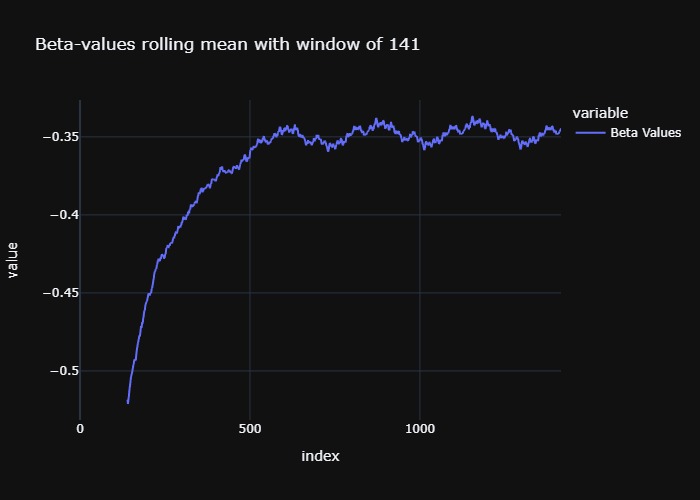 Beta-values rolling mean with window of 141
variable
Beta Values
−0.35
−0.4
−0.45
−0.5
value
0
500
1000
index